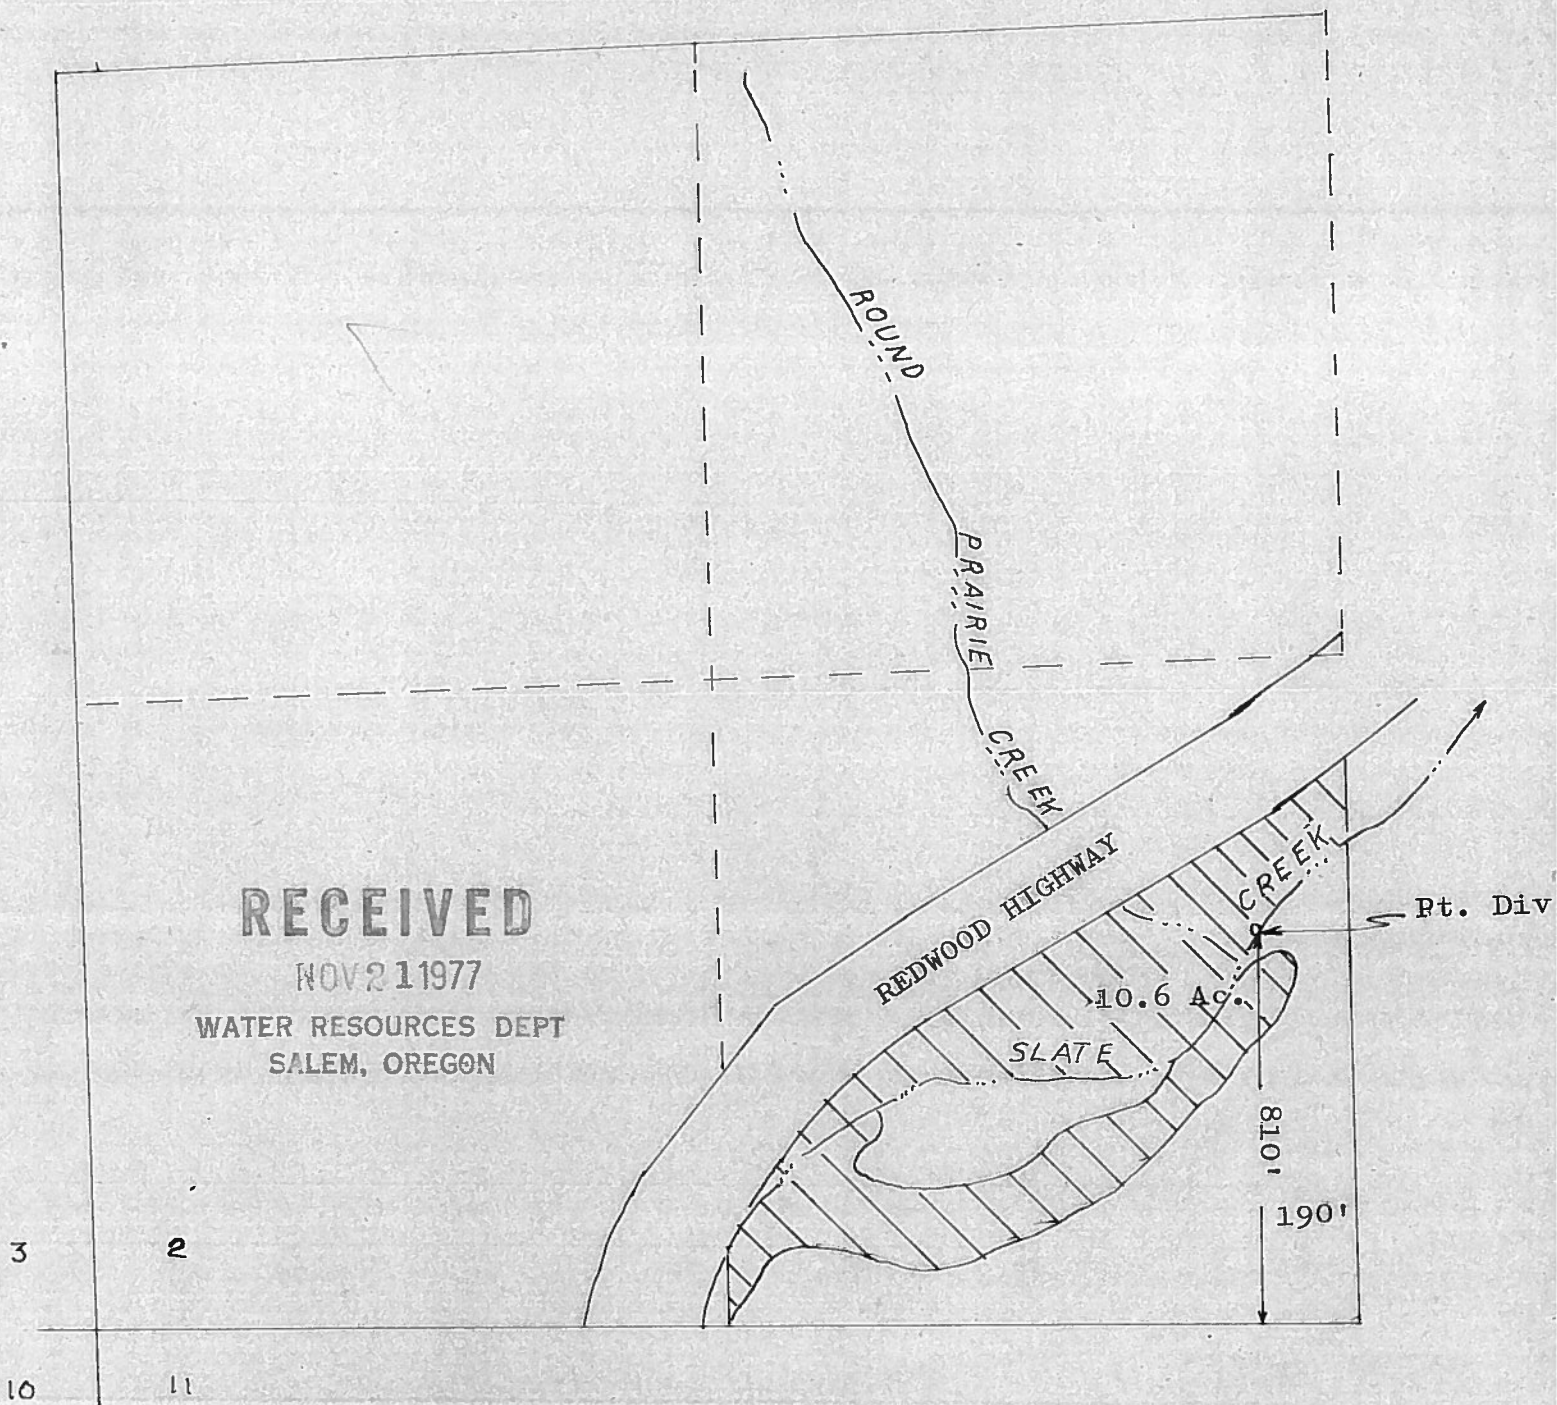 ROUND
PRAIRIE
CREEK
REDWOOD HIGHWAY
CREEK
Pt. Div
10.6 Ac.
SLATE
810'
190'
RECEIVED
NOV 21 1977
WATER RESOURCES DEPT
SALEM, OREGON
3
2
10
11